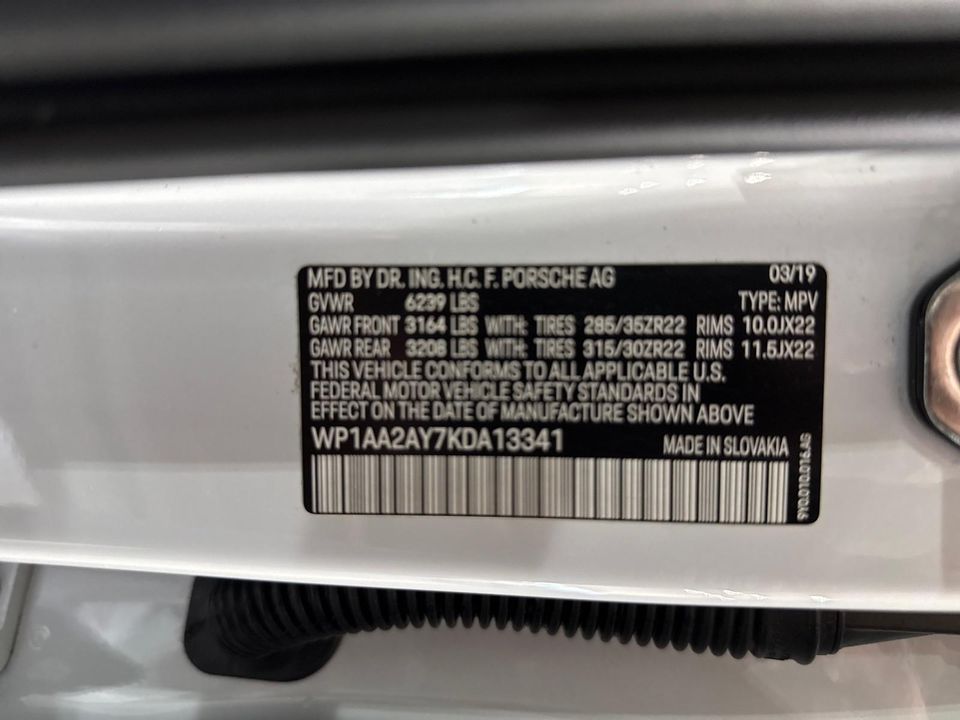 MFD BY DR. ING. H.C. F. PORSCHE AG 03/19
GVWR 6239 LBS TYPE: MPV
GAWR FRONT 3164 LBS WITH: TIRES 285/35ZR22 RIMS 10.0JX22
GAWR REAR 3208 LBS WITH: TIRES 315/30ZR22 RIMS 11.5JX22
THIS VEHICLE CONFORMS TO ALL APPLICABLE U.S.
FEDERAL MOTOR VEHICLE SAFETY STANDARDS IN
EFFECT ON THE DATE OF MANUFACTURE SHOWN ABOVE
WP1AA2AY7KDA13341 MADE IN SLOVAKIA
9Y0.010.016.AG